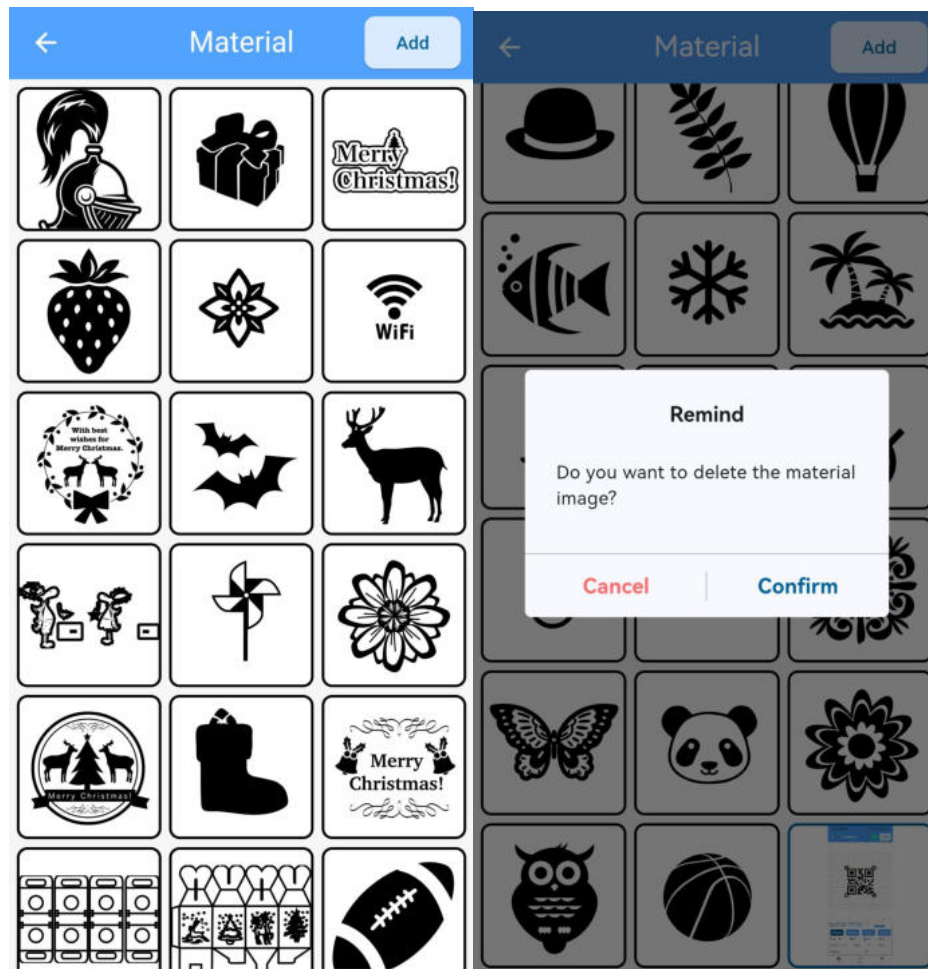 Material
Add
Merry
Christmas!
WiFi
With best
wishes for
Merry Christmas.
Merry Christmas!
Merry
Christmas!
Material
Add
Remind
Do you want to delete the material
image?
Cancel
Confirm